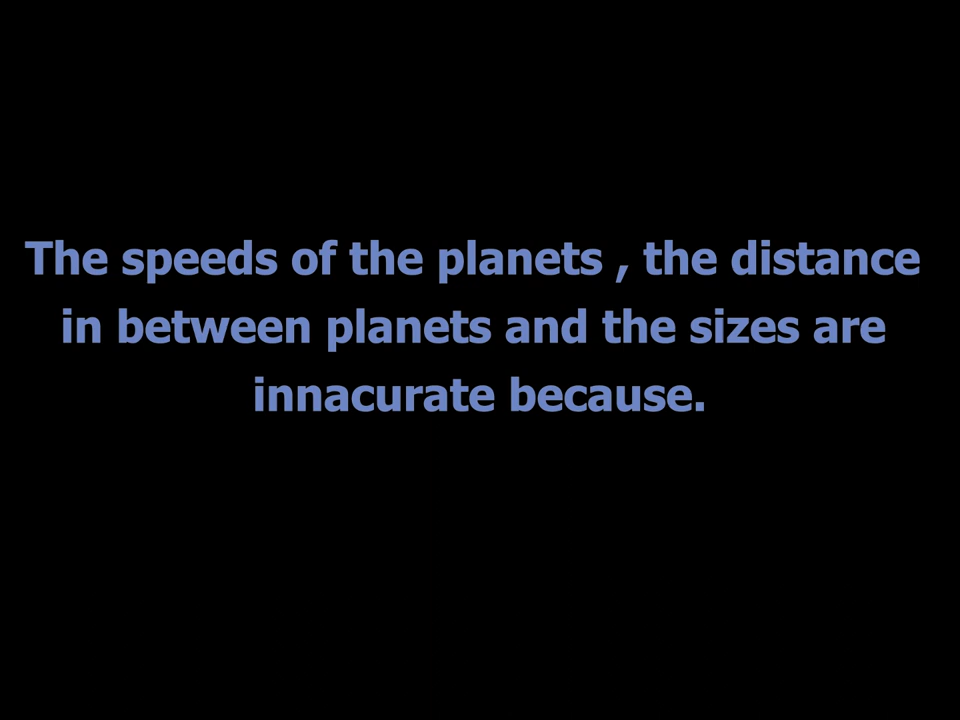 The speeds of the planets , the distance
in between planets and the sizes are
innacurate because.